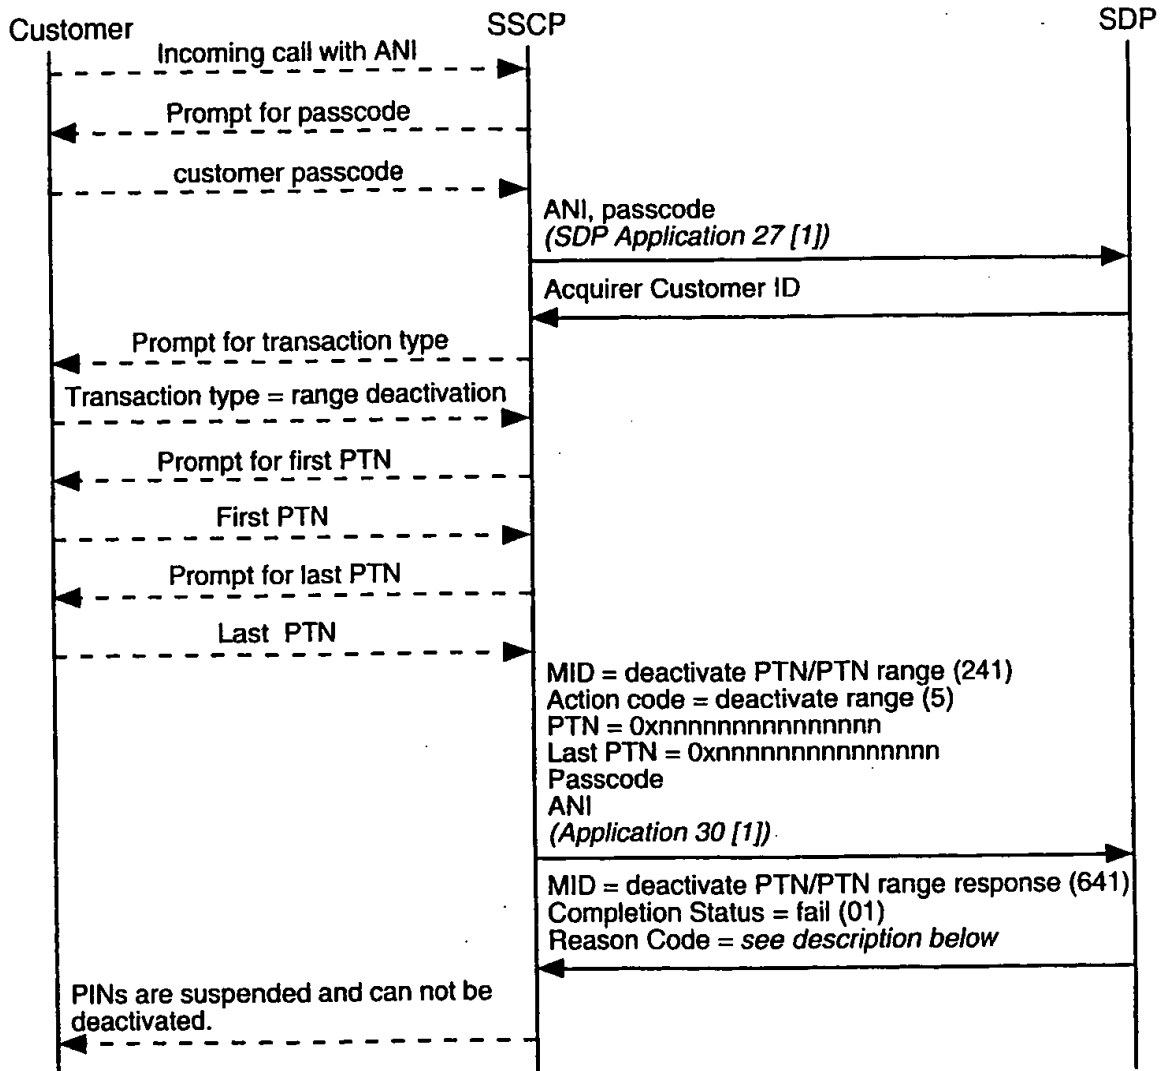 Customer
SSCP
SDP
Incoming call with ANI
Prompt for passcode
customer passcode
ANI, passcode
(SDP Application 27 [1])
Acquirer Customer ID
Prompt for transaction type
Transaction type = range deactivation
Prompt for first PTN
First PTN
Prompt for last PTN
Last PTN
MID = deactivate PTN/PTN range (241)
Action code = deactivate range (5)
PTN = 0xnnnnnnnnnnnnnnnn
Last PTN = 0xnnnnnnnnnnnnnnnn
Passcode
ANI
(Application 30 [1])
MID = deactivate PTN/PTN range response (641)
Completion Status = fail (01)
Reason Code = see description below
PINs are suspended and can not be
deactivated.